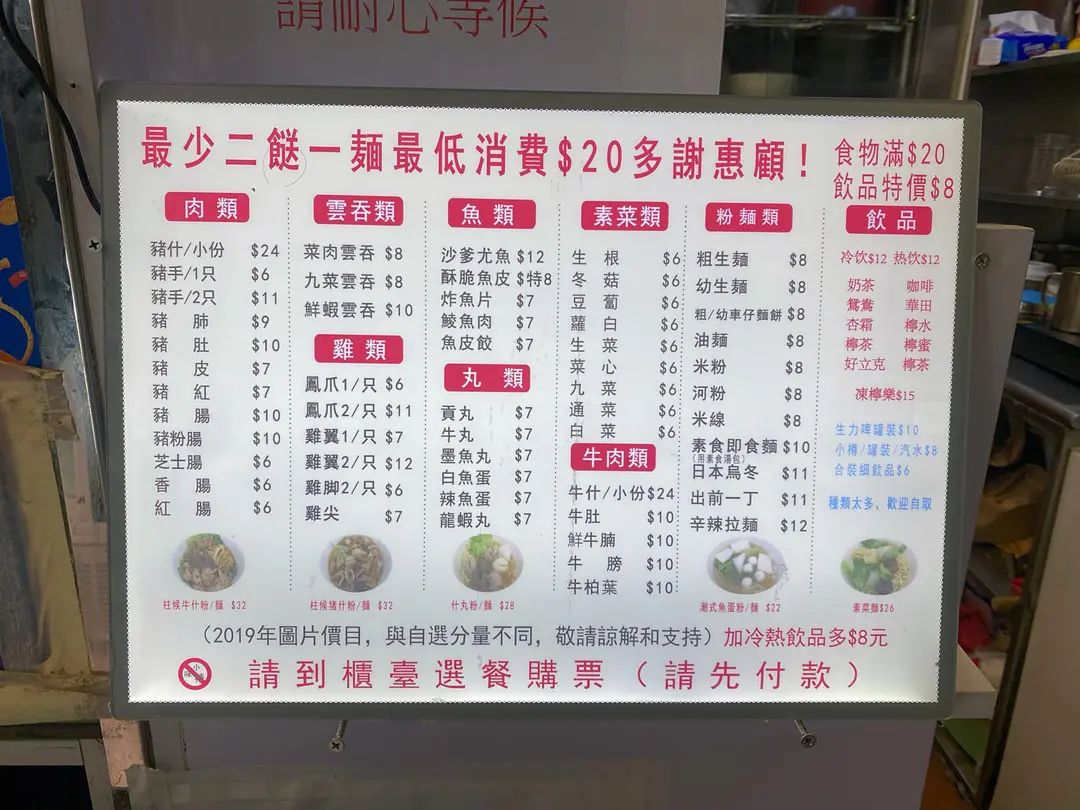 請耐心等候
最少二餸一麵最低消費$20多謝惠顧!
食物滿$20
飲品特價$8
肉類
豬什/小份 $24
豬手/1只 $6
豬手/2只 $11
豬肺 $9
豬肚 $10
豬皮 $7
豬紅 $7
豬腸 $10
豬粉腸 $10
芝士腸 $6
香腸 $6
紅腸 $6
柱候牛什粉/麵 $32
雲吞類
菜肉雲吞 $8
九菜雲吞 $8
鮮蝦雲吞 $10
雞類
鳳爪1/只 $6
鳳爪2/只 $11
雞翼1/只 $7
雞翼2/只 $12
雞脚2/只 $6
雞尖 $7
柱候猪什粉/麵 $32
魚類
沙爹尤魚 $12
酥脆魚皮 $特8
炸魚片 $7
鯪魚肉 $7
魚皮餃 $7
丸類
貢丸 $7
牛丸 $7
墨魚丸 $7
白魚蛋 $7
辣魚蛋 $7
龍蝦丸 $7
什丸粉/麵 $28
素菜類
生根 $6
冬菇 $6
豆蔔 $6
蘿白 $6
生菜 $6
菜心 $6
九菜 $6
通菜 $6
白菜 $6
牛肉類
牛什/小份 $24
牛肚 $10
鮮牛腩 $10
牛膀 $10
牛柏葉 $10
粉麵類
粗生麵 $8
幼生麵 $8
粗/幼車仔麵餅 $8
油麵 $8
米粉 $8
河粉 $8
米線 $8
素食即食麵 $10
(用素食湯包)
日本烏冬 $11
出前一丁 $11
辛辣拉麵 $12
潮式魚蛋粉/麵 $22
飲品
冷饮$12 热饮$12
奶茶 咖啡
鴛鴦 華田
杏霜 檸水
檸茶 檸蜜
好立克 檸茶
凍檸樂$15
生力啤罐裝$10
小樽/罐裝/汽水$8
合裝細飲品$6
種類太多,歡迎自取
素菜麵$26
(2019年圖片價目,與自選分量不同,敬請諒解和支持)加冷熱飲品多$8元
請到櫃臺選餐購票(請先付款)